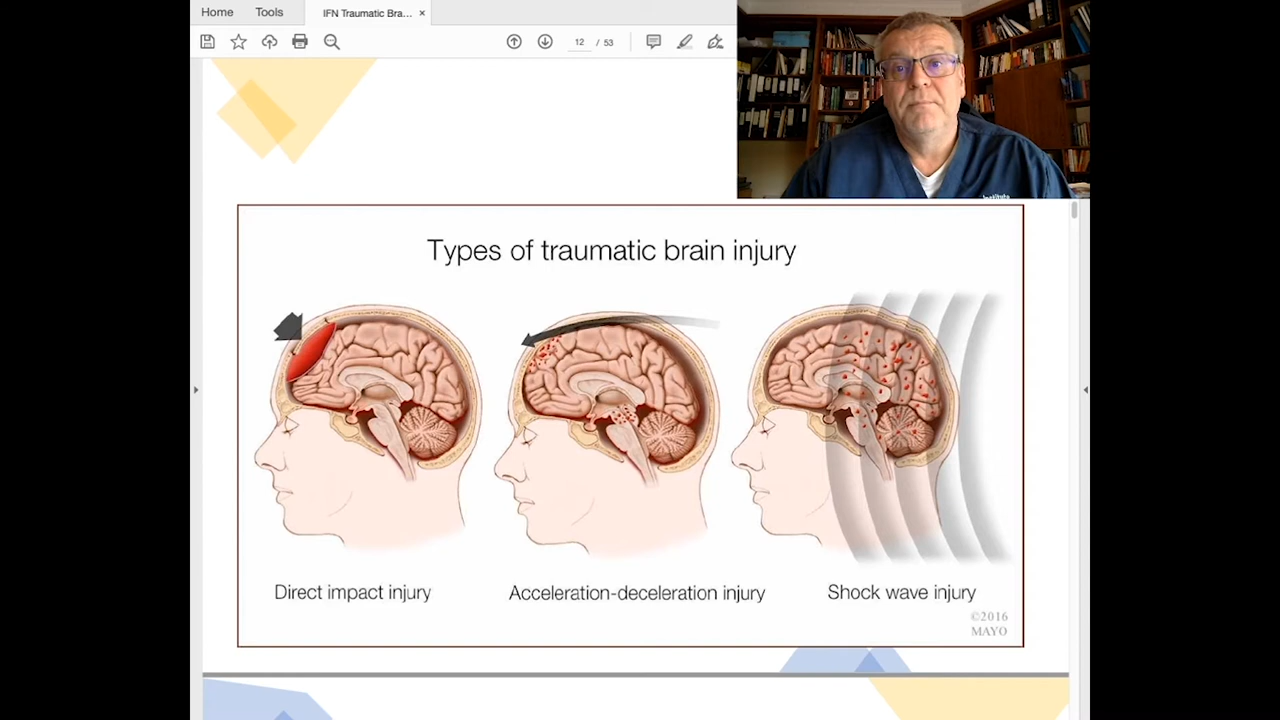 Home Tools IFN Traumatic Bra... ×
12 / 53
Types of traumatic brain injury
Direct impact injury
Acceleration-deceleration injury
Shock wave injury
©2016
MAYO